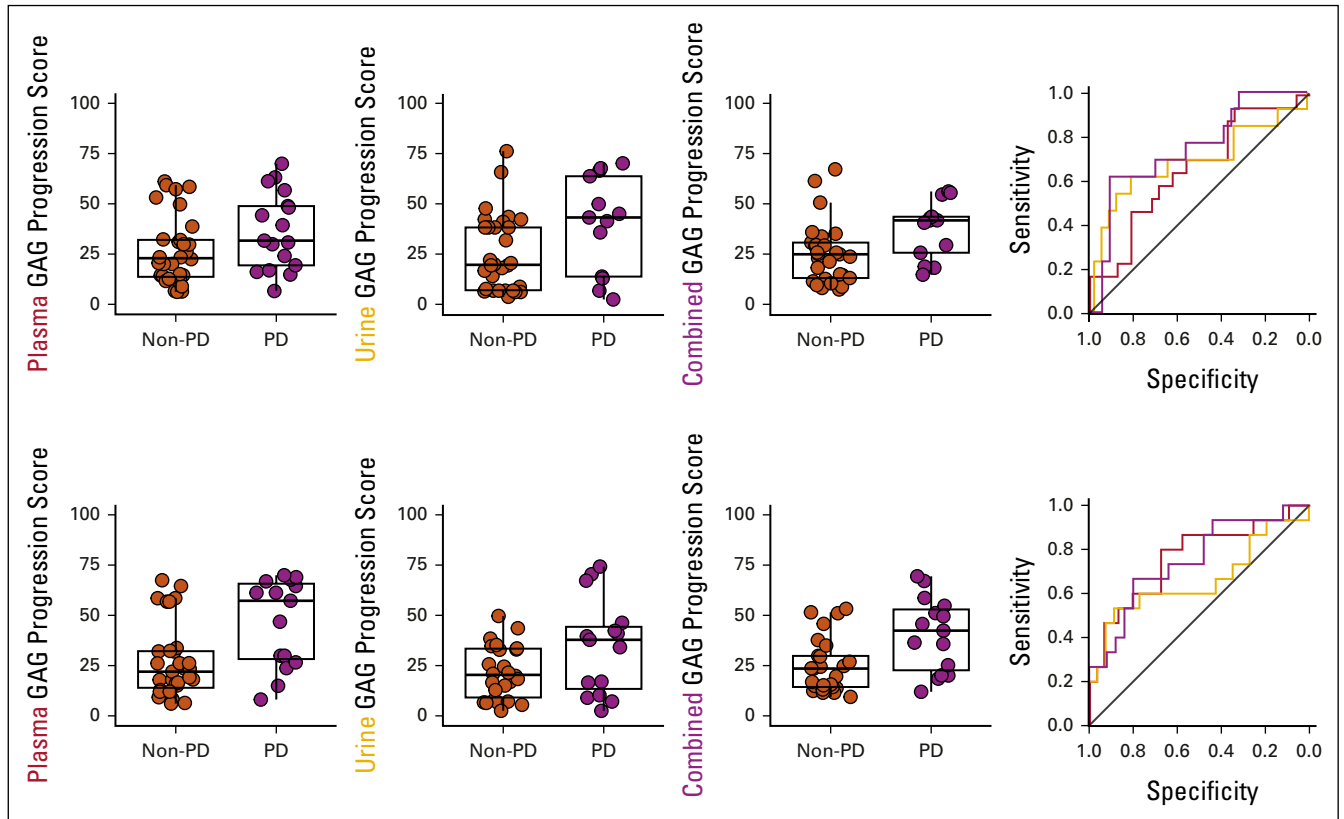 Plasma GAG Progression Score
100
75
50
25
0
Non-PD
PD
Urine GAG Progression Score
100
75
50
25
0
Non-PD
PD
Combined GAG Progression Score
100
75
50
25
0
Non-PD
PD
Sensitivity
1.0
0.8
0.6
0.4
0.2
0.0
1.0 0.8 0.6 0.4 0.2 0.0
Specificity
Plasma GAG Progression Score
100
75
50
25
0
Non-PD
PD
Urine GAG Progression Score
100
75
50
25
0
Non-PD
PD
Combined GAG Progression Score
100
75
50
25
0
Non-PD
PD
Sensitivity
1.0
0.8
0.6
0.4
0.2
0.0
1.0 0.8 0.6 0.4 0.2 0.0
Specificity